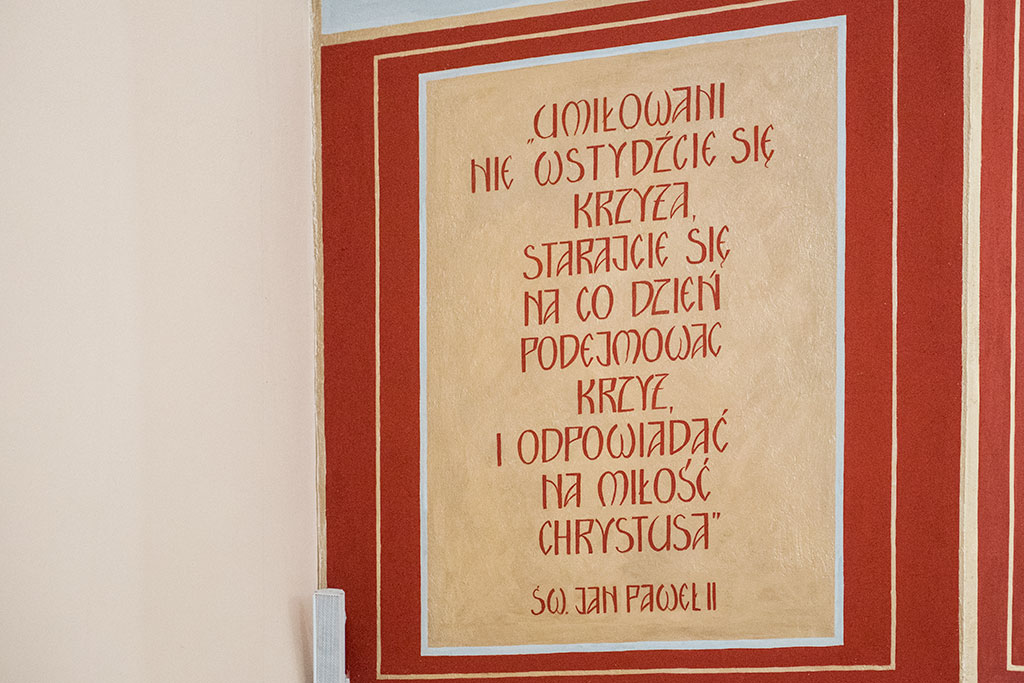 „UMIŁOWANI
NIE WSTYDŹCIE SIĘ
KRZYŻA,
STARAJCIE SIĘ
NA CO DZIEŃ
PODEJMOWAC
KRZYŻ,
I ODPOWIADAĆ
NA MIŁOŚĆ
CHRYSTUSA"
ŚW. JAN PAWEŁ II